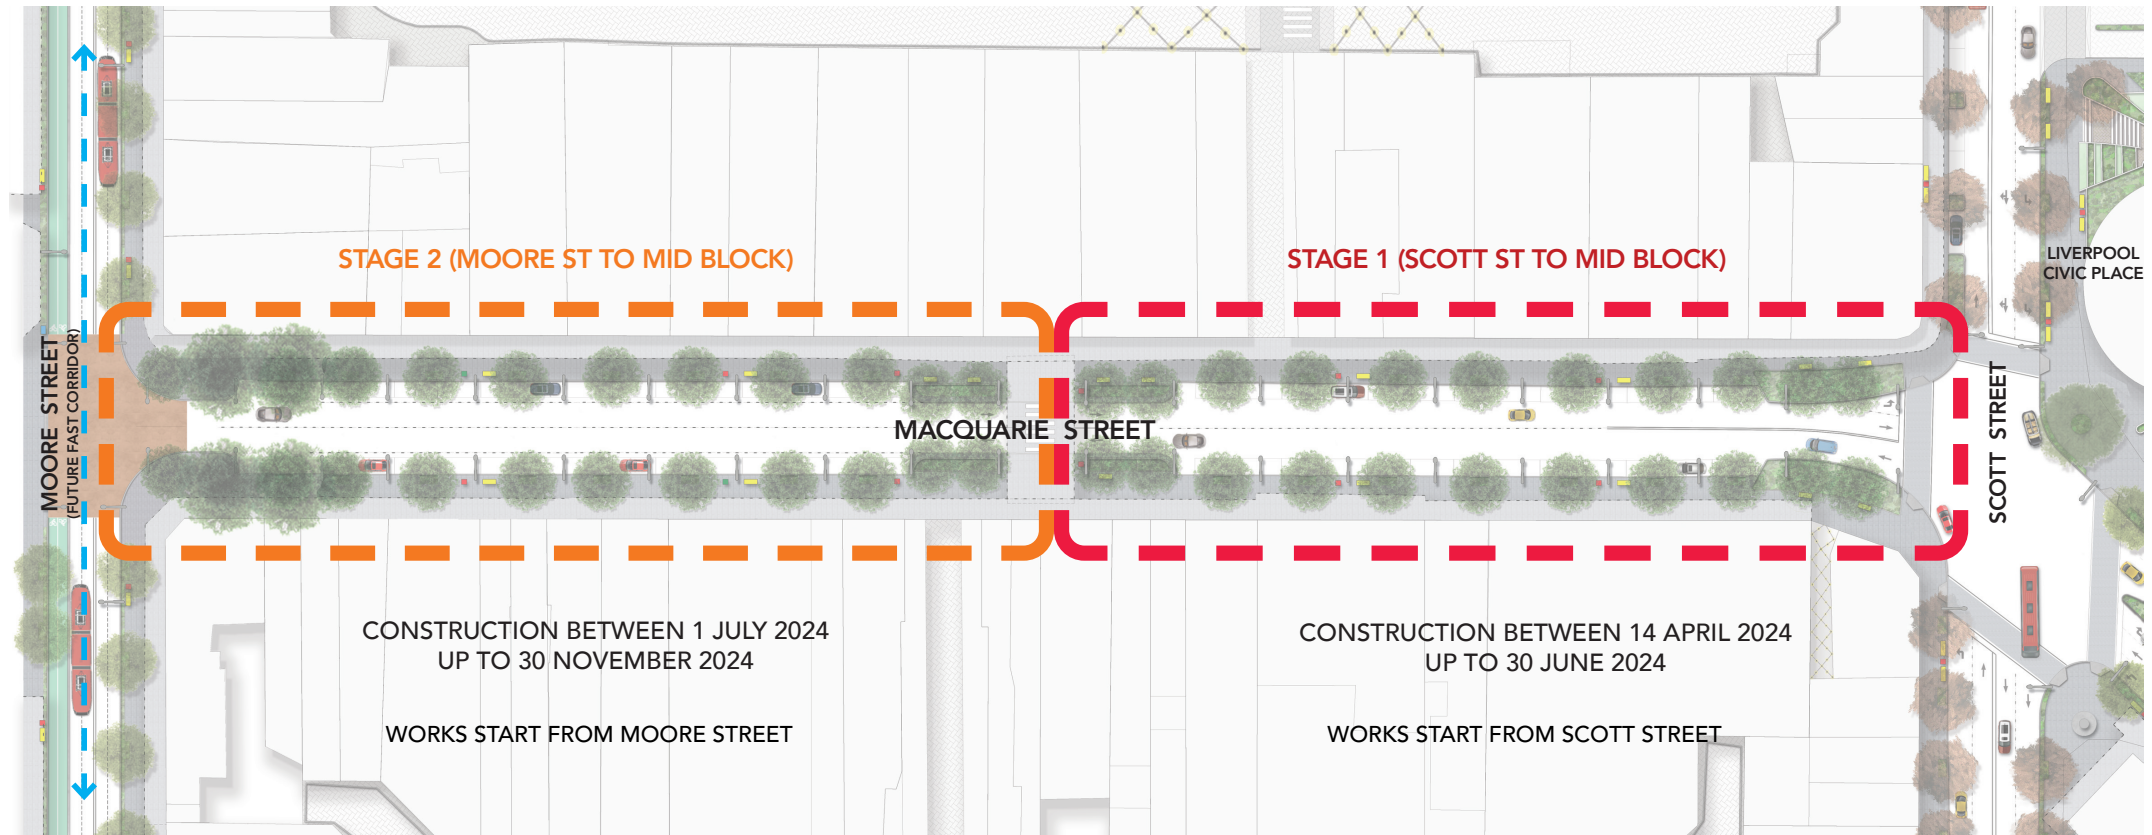 STAGE 2 (MOORE ST TO MID BLOCK)
STAGE 1 (SCOTT ST TO MID BLOCK)
LIVERPOOL
CIVIC PLACE
MOORE STREET
(FUTURE FAST CORRIDOR)
MACQUARIE STREET
SCOTT STREET
CONSTRUCTION BETWEEN 1 JULY 2024
UP TO 30 NOVEMBER 2024
WORKS START FROM MOORE STREET
CONSTRUCTION BETWEEN 14 APRIL 2024
UP TO 30 JUNE 2024
WORKS START FROM SCOTT STREET